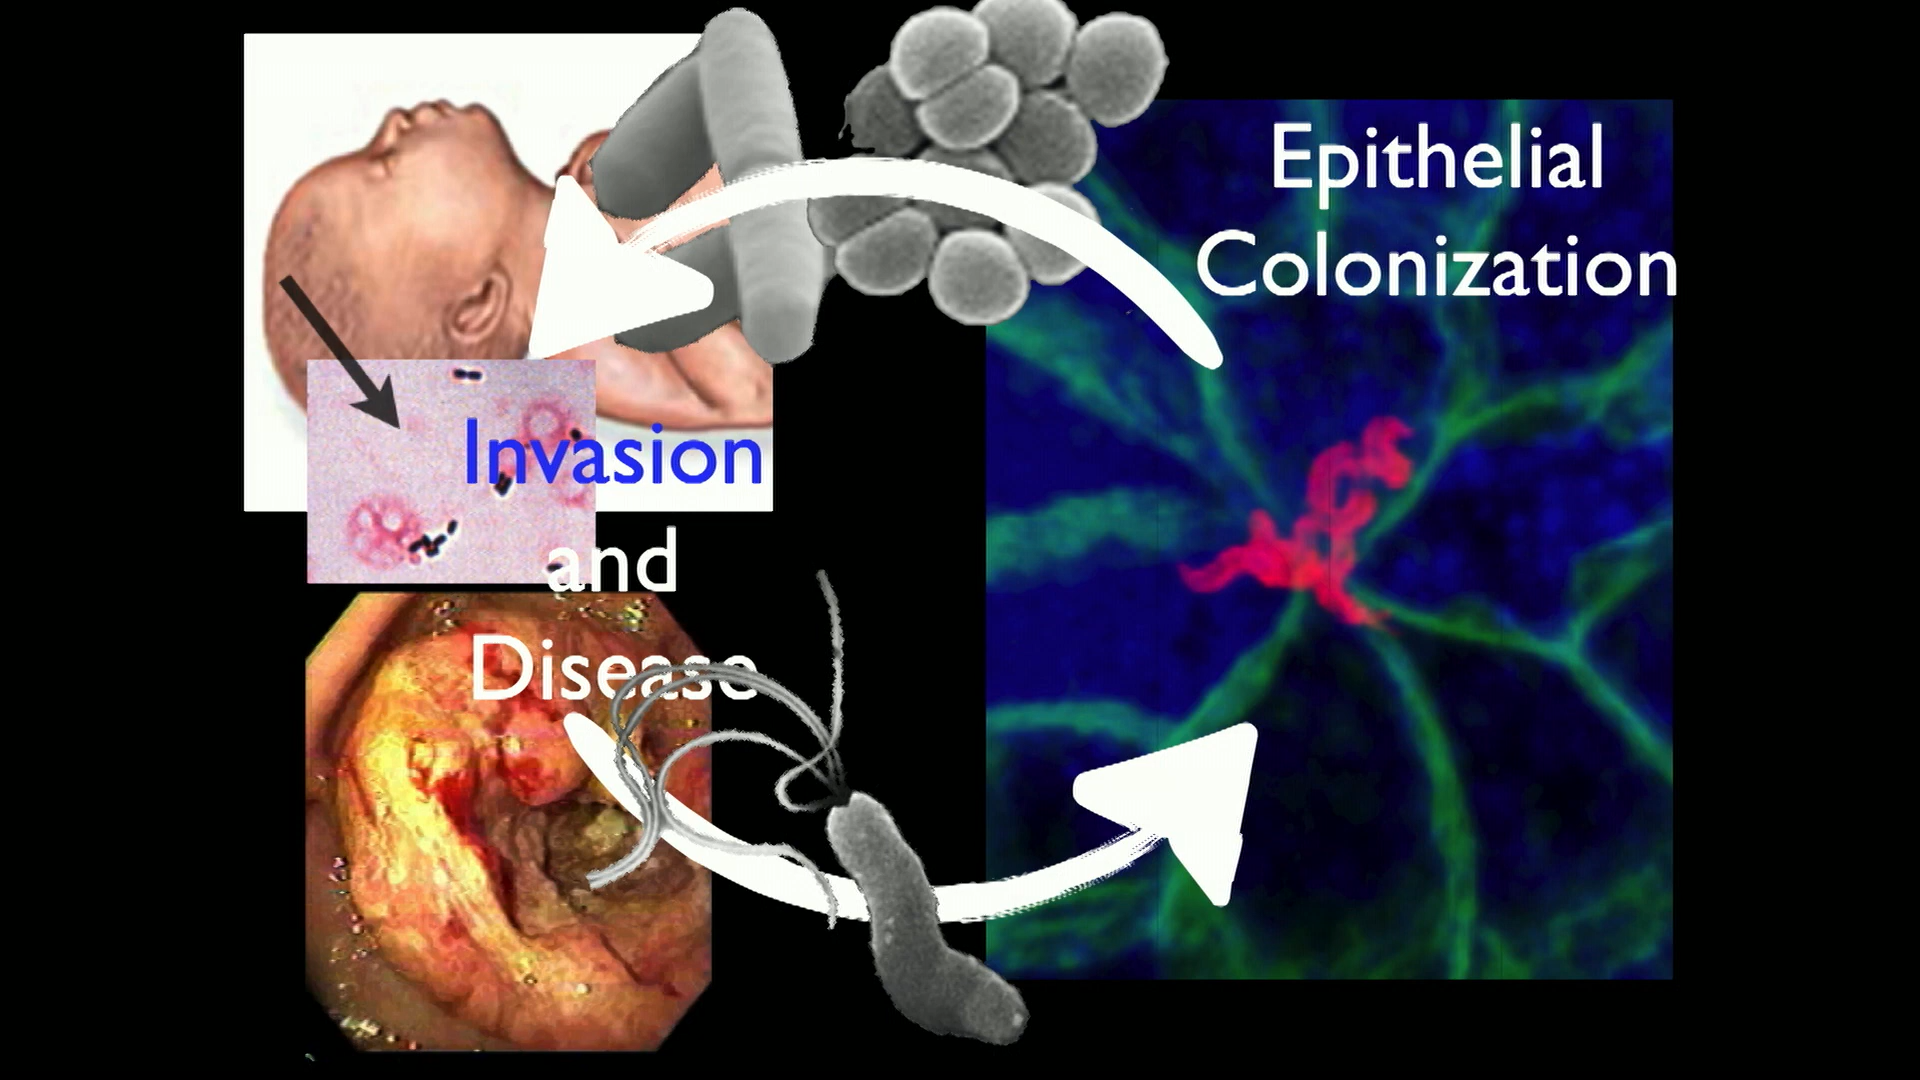 Epithelial
Colonization
Invasion
and
Disease